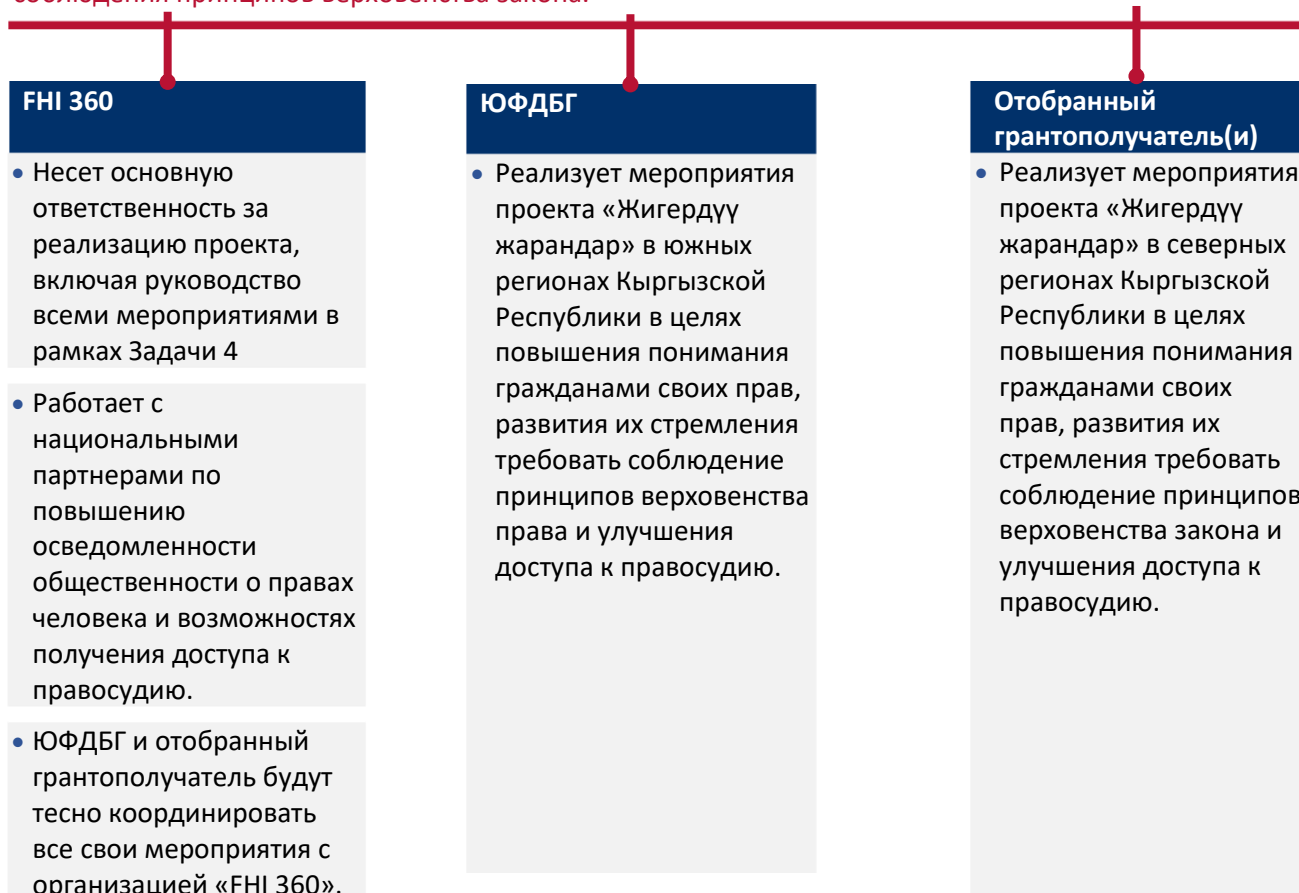 соблюдения принципов верховенства закона.
FHI 360
• Несет основную
ответственность за
реализацию проекта,
включая руководство
всеми мероприятиями в
рамках Задачи 4
• Работает с
национальными
партнерами по
повышению
осведомленности
общественности о правах
человека и возможностях
получения доступа к
правосудию.
• ЮФДБГ и отобранный
грантополучатель будут
тесно координировать
все свои мероприятия с
организацией «FHI 360».
ЮФДБГ
• Реализует мероприятия
проекта «Жигердүү
жарандар» в южных
регионах Кыргызской
Республики в целях
повышения понимания
гражданами своих прав,
развития их стремления
требовать соблюдение
принципов верховенства
права и улучшения
доступа к правосудию.
Отобранный
грантополучатель(и)
• Реализует мероприятия
проекта «Жигердүү
жарандар» в северных
регионах Кыргызской
Республики в целях
повышения понимания
гражданами своих
прав, развития их
стремления требовать
соблюдение принципов
верховенства закона и
улучшения доступа к
правосудию.